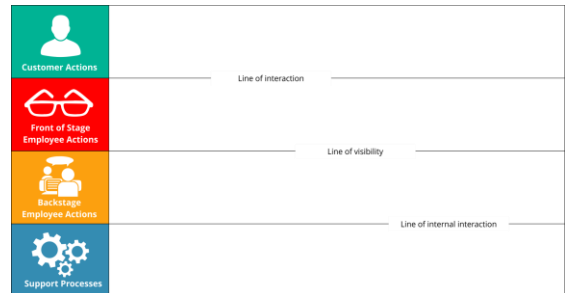 Customer Actions
Line of interaction
Front of Stage
Employee Actions
Line of visibility
Backstage
Employee Actions
Line of internal interaction
Support Processes